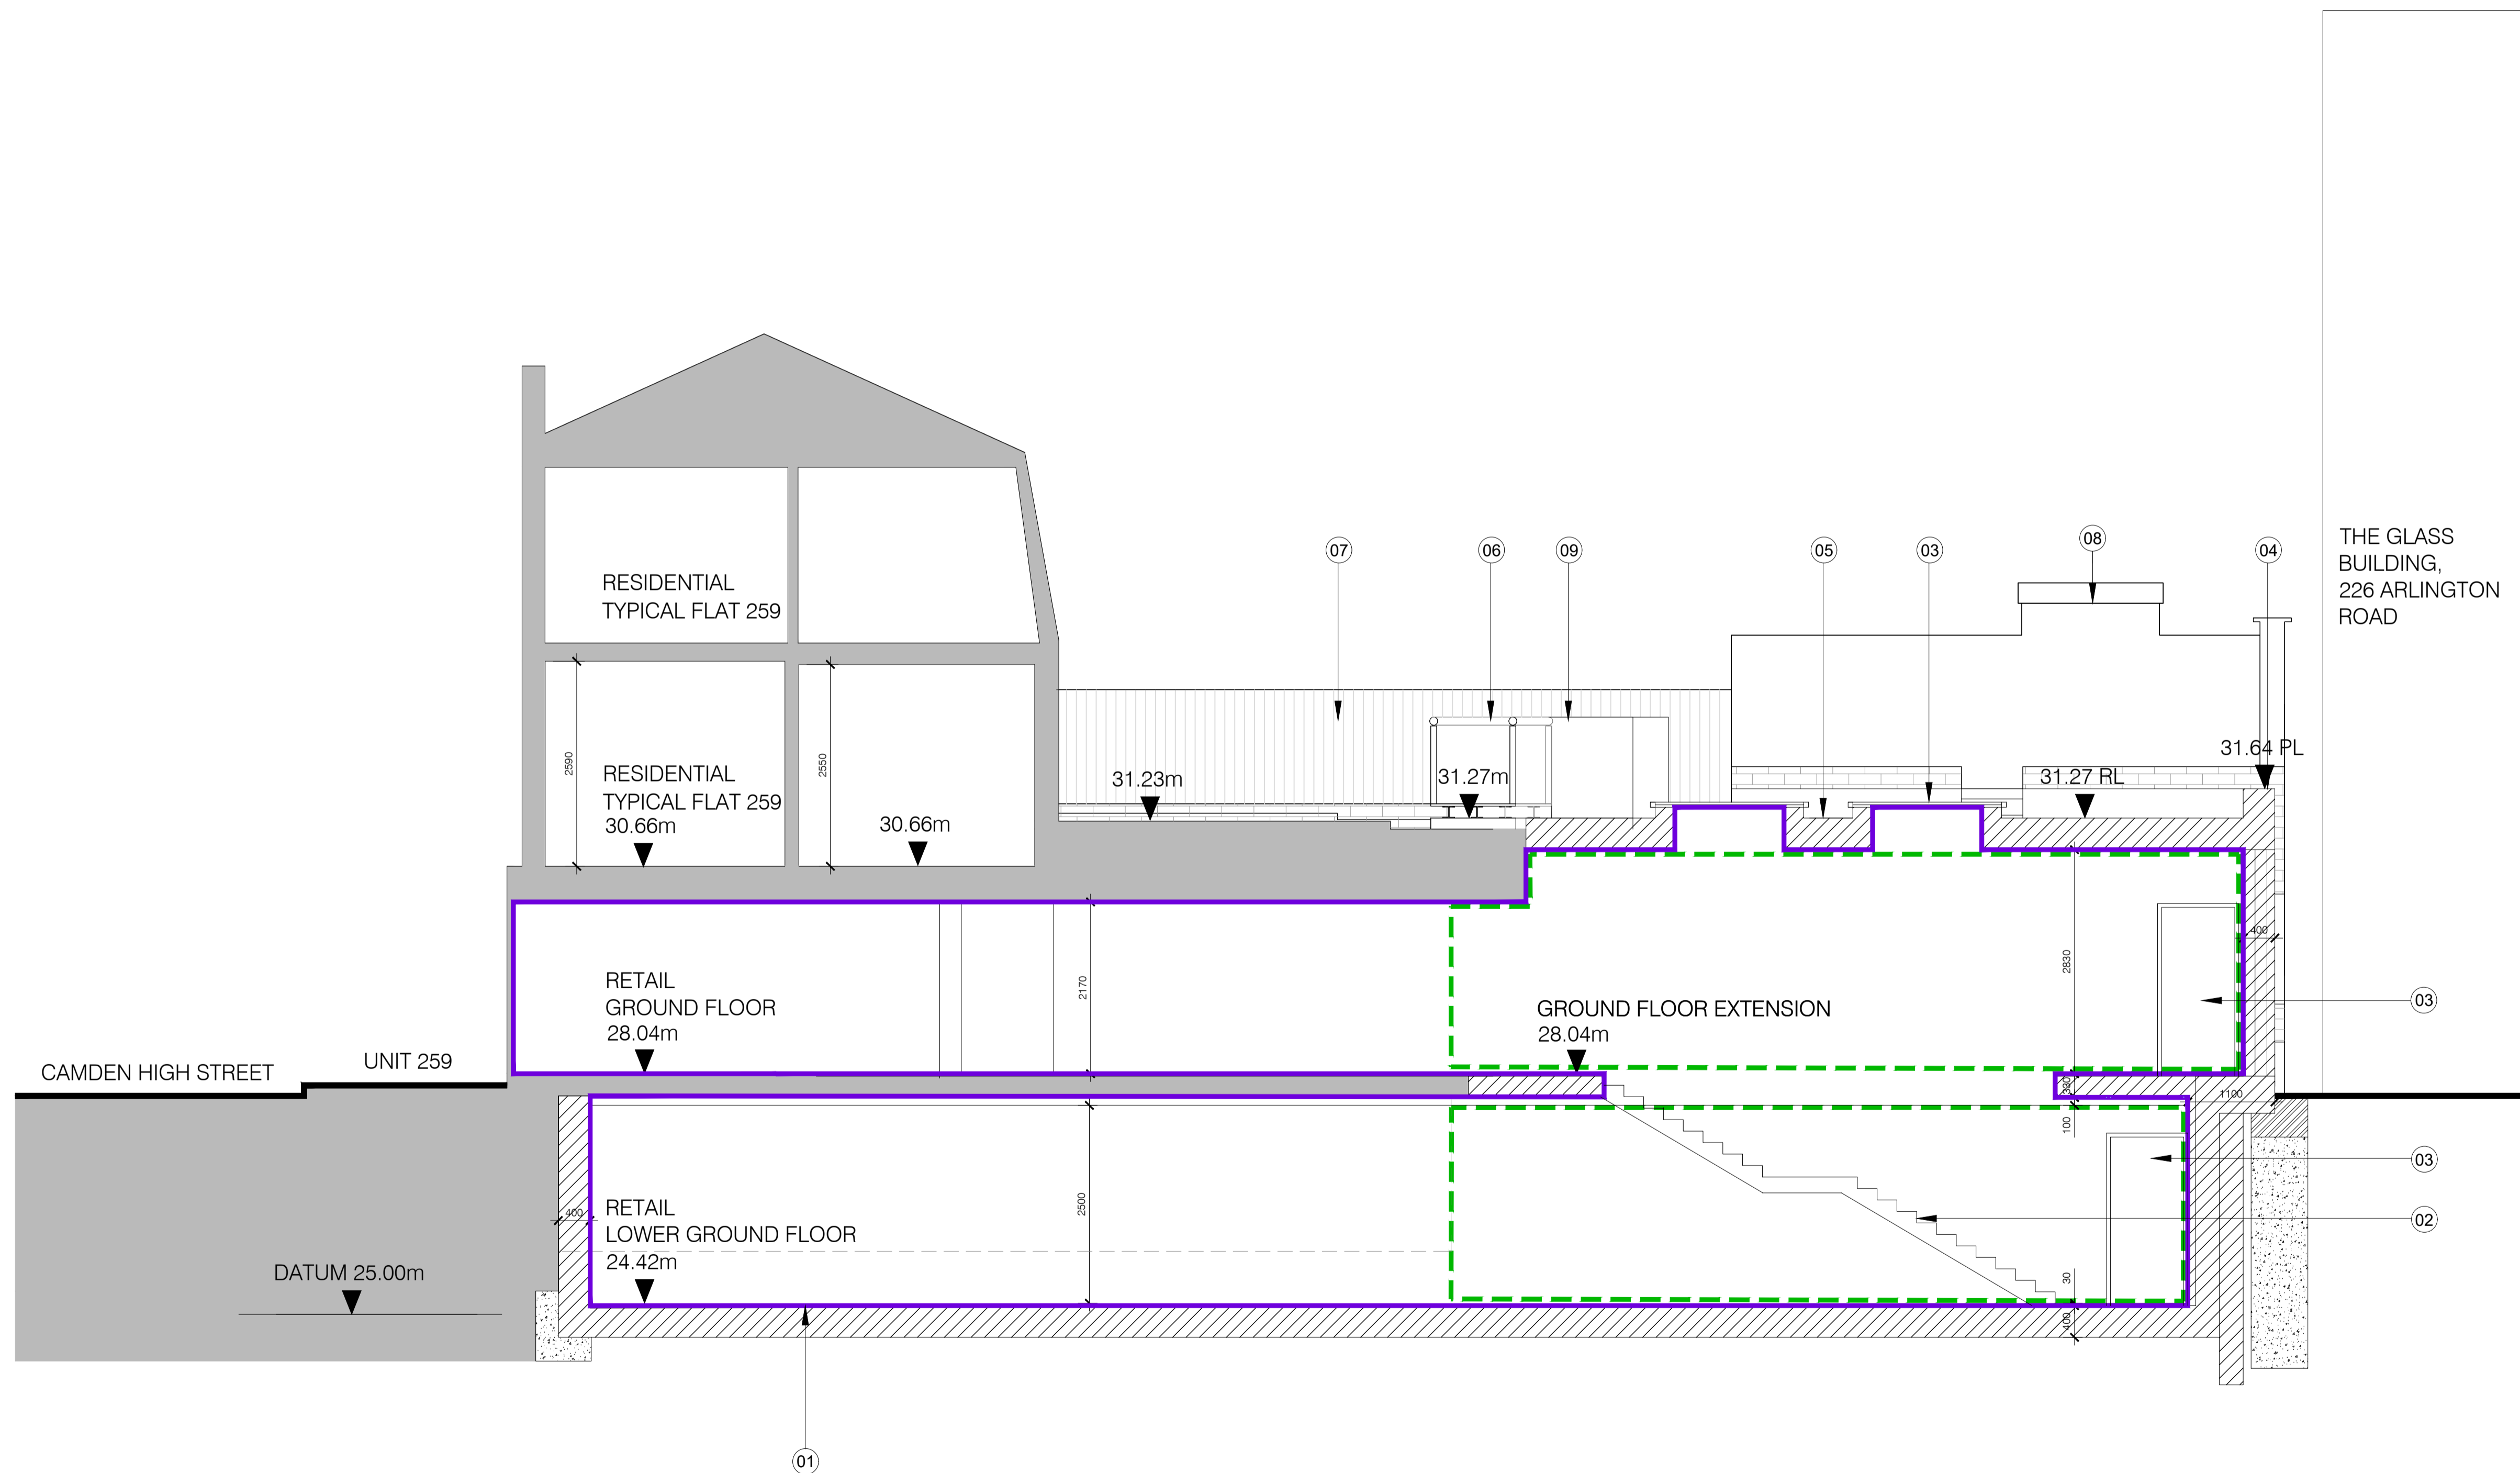 07
06
09
05
03
08
04
THE GLASS
BUILDING,
226 ARLINGTON
ROAD
RESIDENTIAL
TYPICAL FLAT 259
2590
2550
RESIDENTIAL
TYPICAL FLAT 259
30.66m
30.66m
31.23m
31.27m
31.27 RL
31.64 PL
400
2830
2170
RETAIL
GROUND FLOOR
28.04m
GROUND FLOOR EXTENSION
28.04m
03
CAMDEN HIGH STREET
UNIT 259
330
1100
100
03
400
2500
RETAIL
LOWER GROUND FLOOR
24.42m
02
DATUM 25.00m
30
400
01